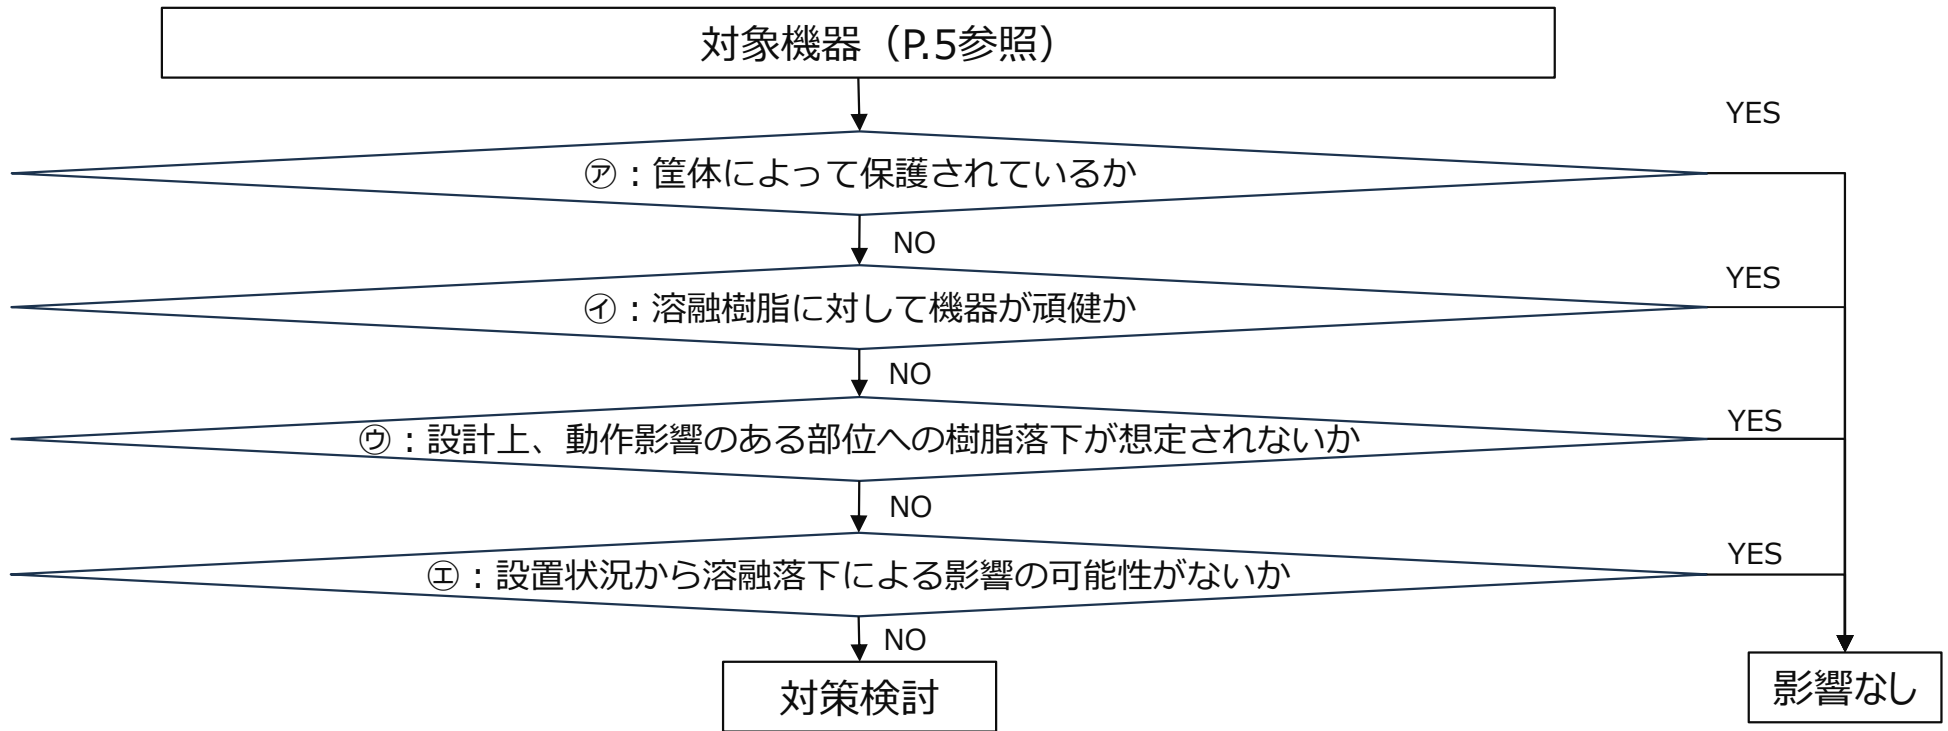 対象機器（P.5参照）
YES
㋐：筐体によって保護されているか
NO
YES
㋑：溶融樹脂に対して機器が頑健か
NO
YES
㋒：設計上、動作影響のある部位への樹脂落下が想定されないか
NO
YES
㋓：設置状況から溶融落下による影響の可能性がないか
NO
対策検討
影響なし